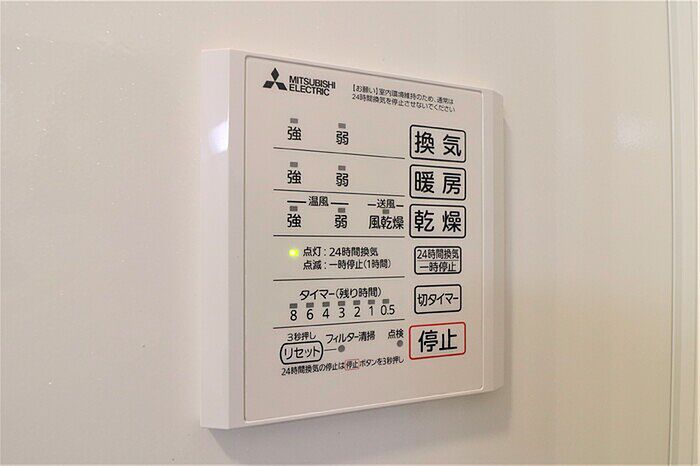 MITSUBISHI
ELECTRIC
【お願い】室内環境維持のため、通常は
24時間換気を停止させないでください
強 弱 換気
強 弱 暖房
温風 送風
強 弱 風乾燥 乾燥
点灯:24時間換気
点滅:一時停止(1時間)
24時間換気
一時停止
タイマー(残り時間)
8 6 4 3 2 1 0.5
切タイマー
3秒押し
リセット フィルター清掃 点検
停止
24時間換気の停止は停止ボタンを3秒押し